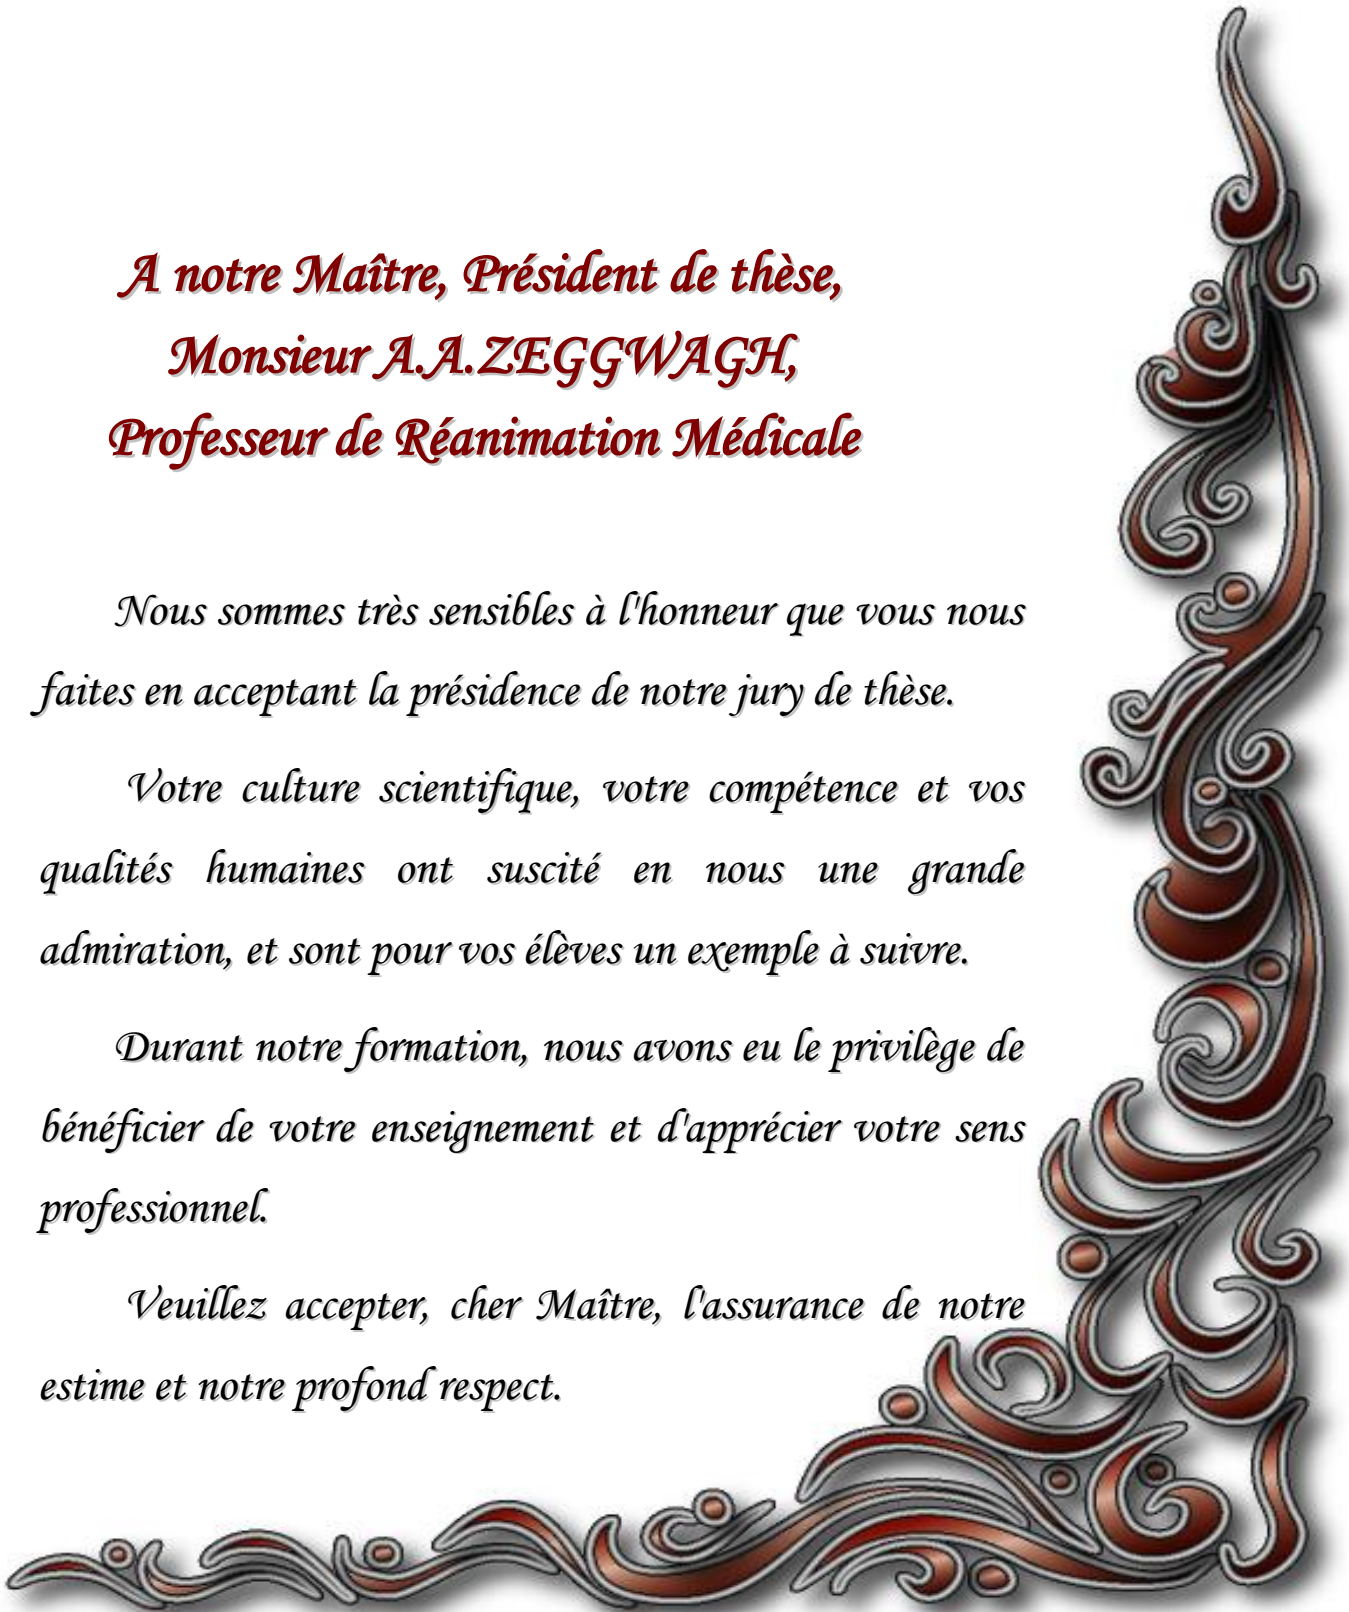 A notre Maître, Président de thèse,
Monsieur A.A.ZEGGWAGH,
Professeur de Réanimation Médicale
Nous sommes très sensibles à l'honneur que vous nous
faites en acceptant la présidence de notre jury de thèse.
Votre culture scientifique, votre compétence et vos
qualités humaines ont suscité en nous une grande
admiration, et sont pour vos élèves un exemple à suivre.
Durant notre formation, nous avons eu le privilège de
bénéficier de votre enseignement et d'apprécier votre sens
professionnel.
Veuillez accepter, cher Maître, l'assurance de notre
estime et notre profond respect.